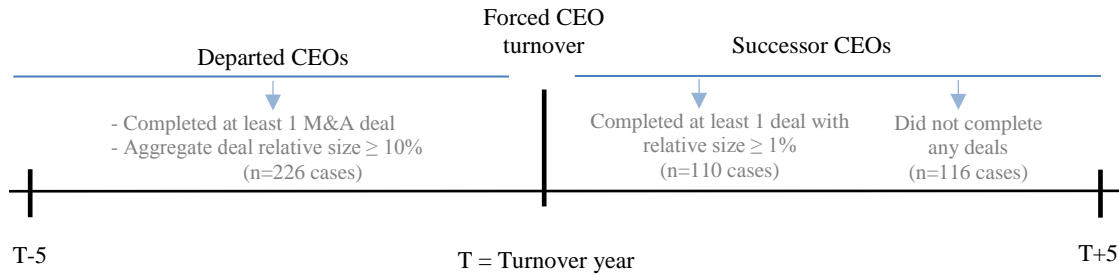 Forced CEO
turnover
Departed CEOs
Successor CEOs
- Completed at least 1 M&A deal
- Aggregate deal relative size ≥ 10%
(n=226 cases)
Completed at least 1 deal with
relative size ≥ 1%
(n=110 cases)
Did not complete
any deals
(n=116 cases)
T-5
T = Turnover year
T+5